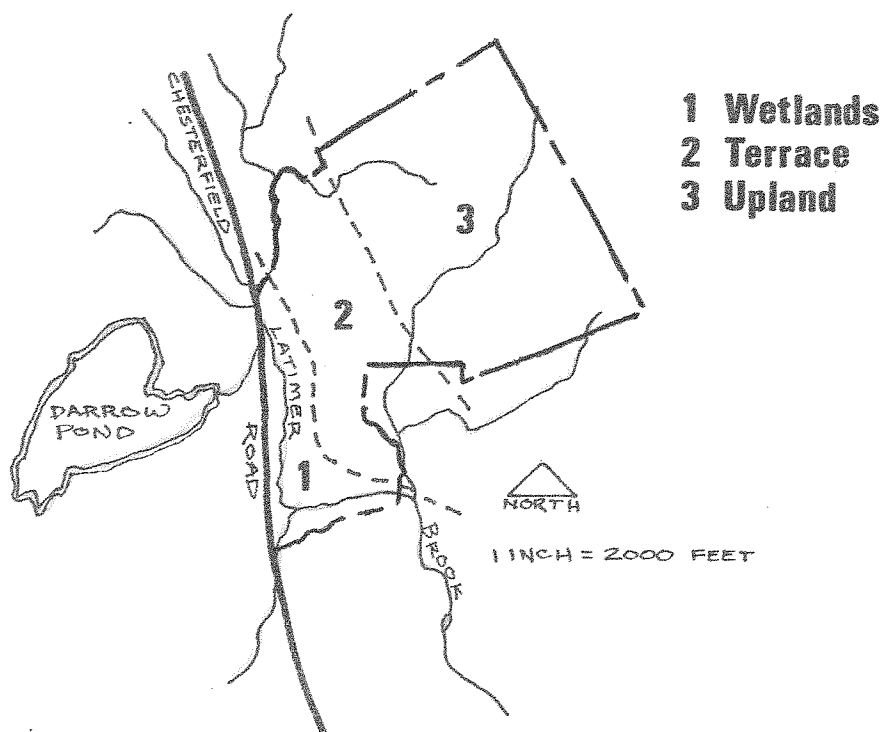 CHESTERFIELD
1 Wetlands
2 Terrace
3 Upland
3
2
LATIMER
DARROW
POND
ROAD
1
NORTH
BROOK
1 INCH = 2000 FEET